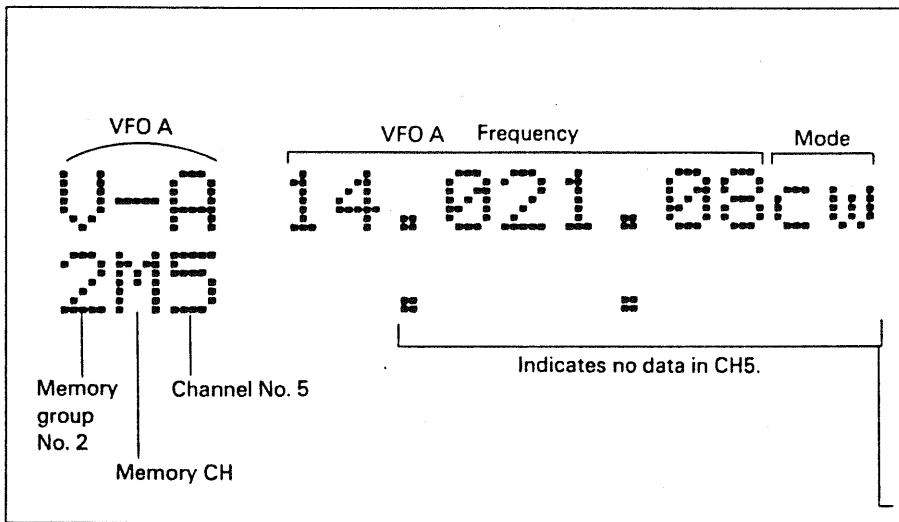 VFO A
VFO A Frequency
Mode
V-A 14.021.08cw
2M5 . .
Indicates no data in CH5.
Memory
group
No. 2
Channel No. 5
Memory CH